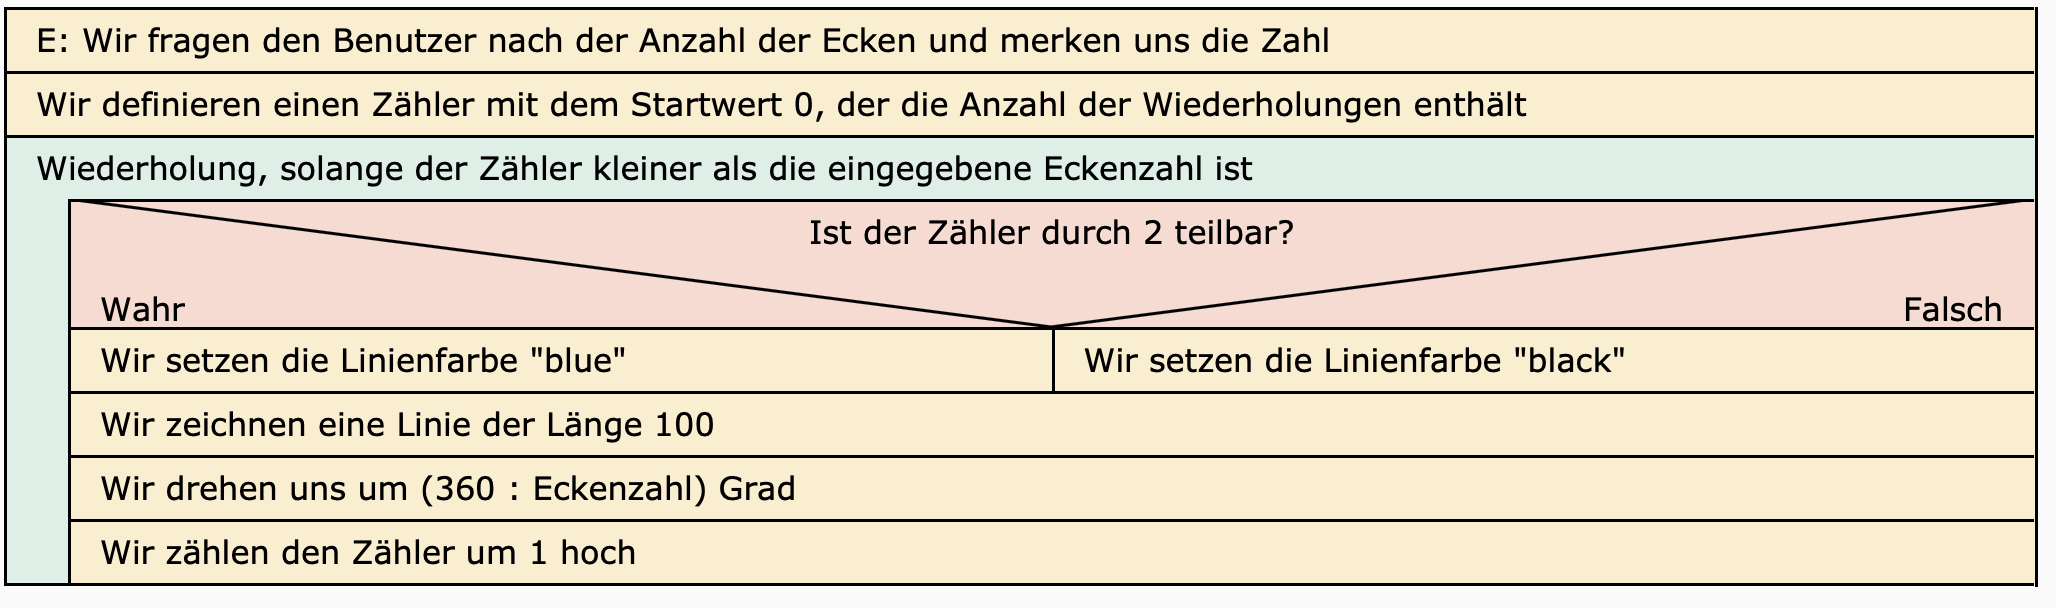 E: Wir fragen den Benutzer nach der Anzahl der Ecken und merken uns die Zahl
Wir definieren einen Zähler mit dem Startwert 0, der die Anzahl der Wiederholungen enthält
Wiederholung, solange der Zähler kleiner als die eingegebene Eckenzahl ist
Ist der Zähler durch 2 teilbar?
Wahr
Falsch
Wir setzen die Linienfarbe "blue"
Wir setzen die Linienfarbe "black"
Wir zeichnen eine Linie der Länge 100
Wir drehen uns um (360 : Eckenzahl) Grad
Wir zählen den Zähler um 1 hoch